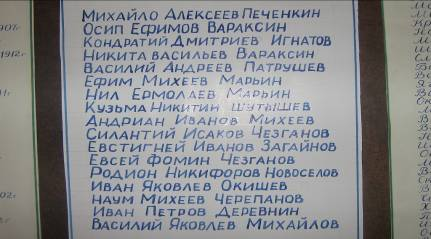 Михайло Алексеев Печенкин
Осип Ефимов Вараксин
Кондратий Дмитриев Игнатов
Никита васильев Вараксин
Василий Андреев Патрушев
Ефим Михеев Марьин
Нил Ермолаев Марьин
Кузьма Никитин Шутышев
Андриан Иванов Михеев
Силантий Исаков Чезганов
Евстигней Иванов Загайнов
Евсей Фомин Чезганов
Родион Никифоров Новоселов
Иван Яковлев Окишев
наум Михеев Черепанов
Иван Петров Деревнин
Василий Яковлев Михайлов
1907г.
1912г.